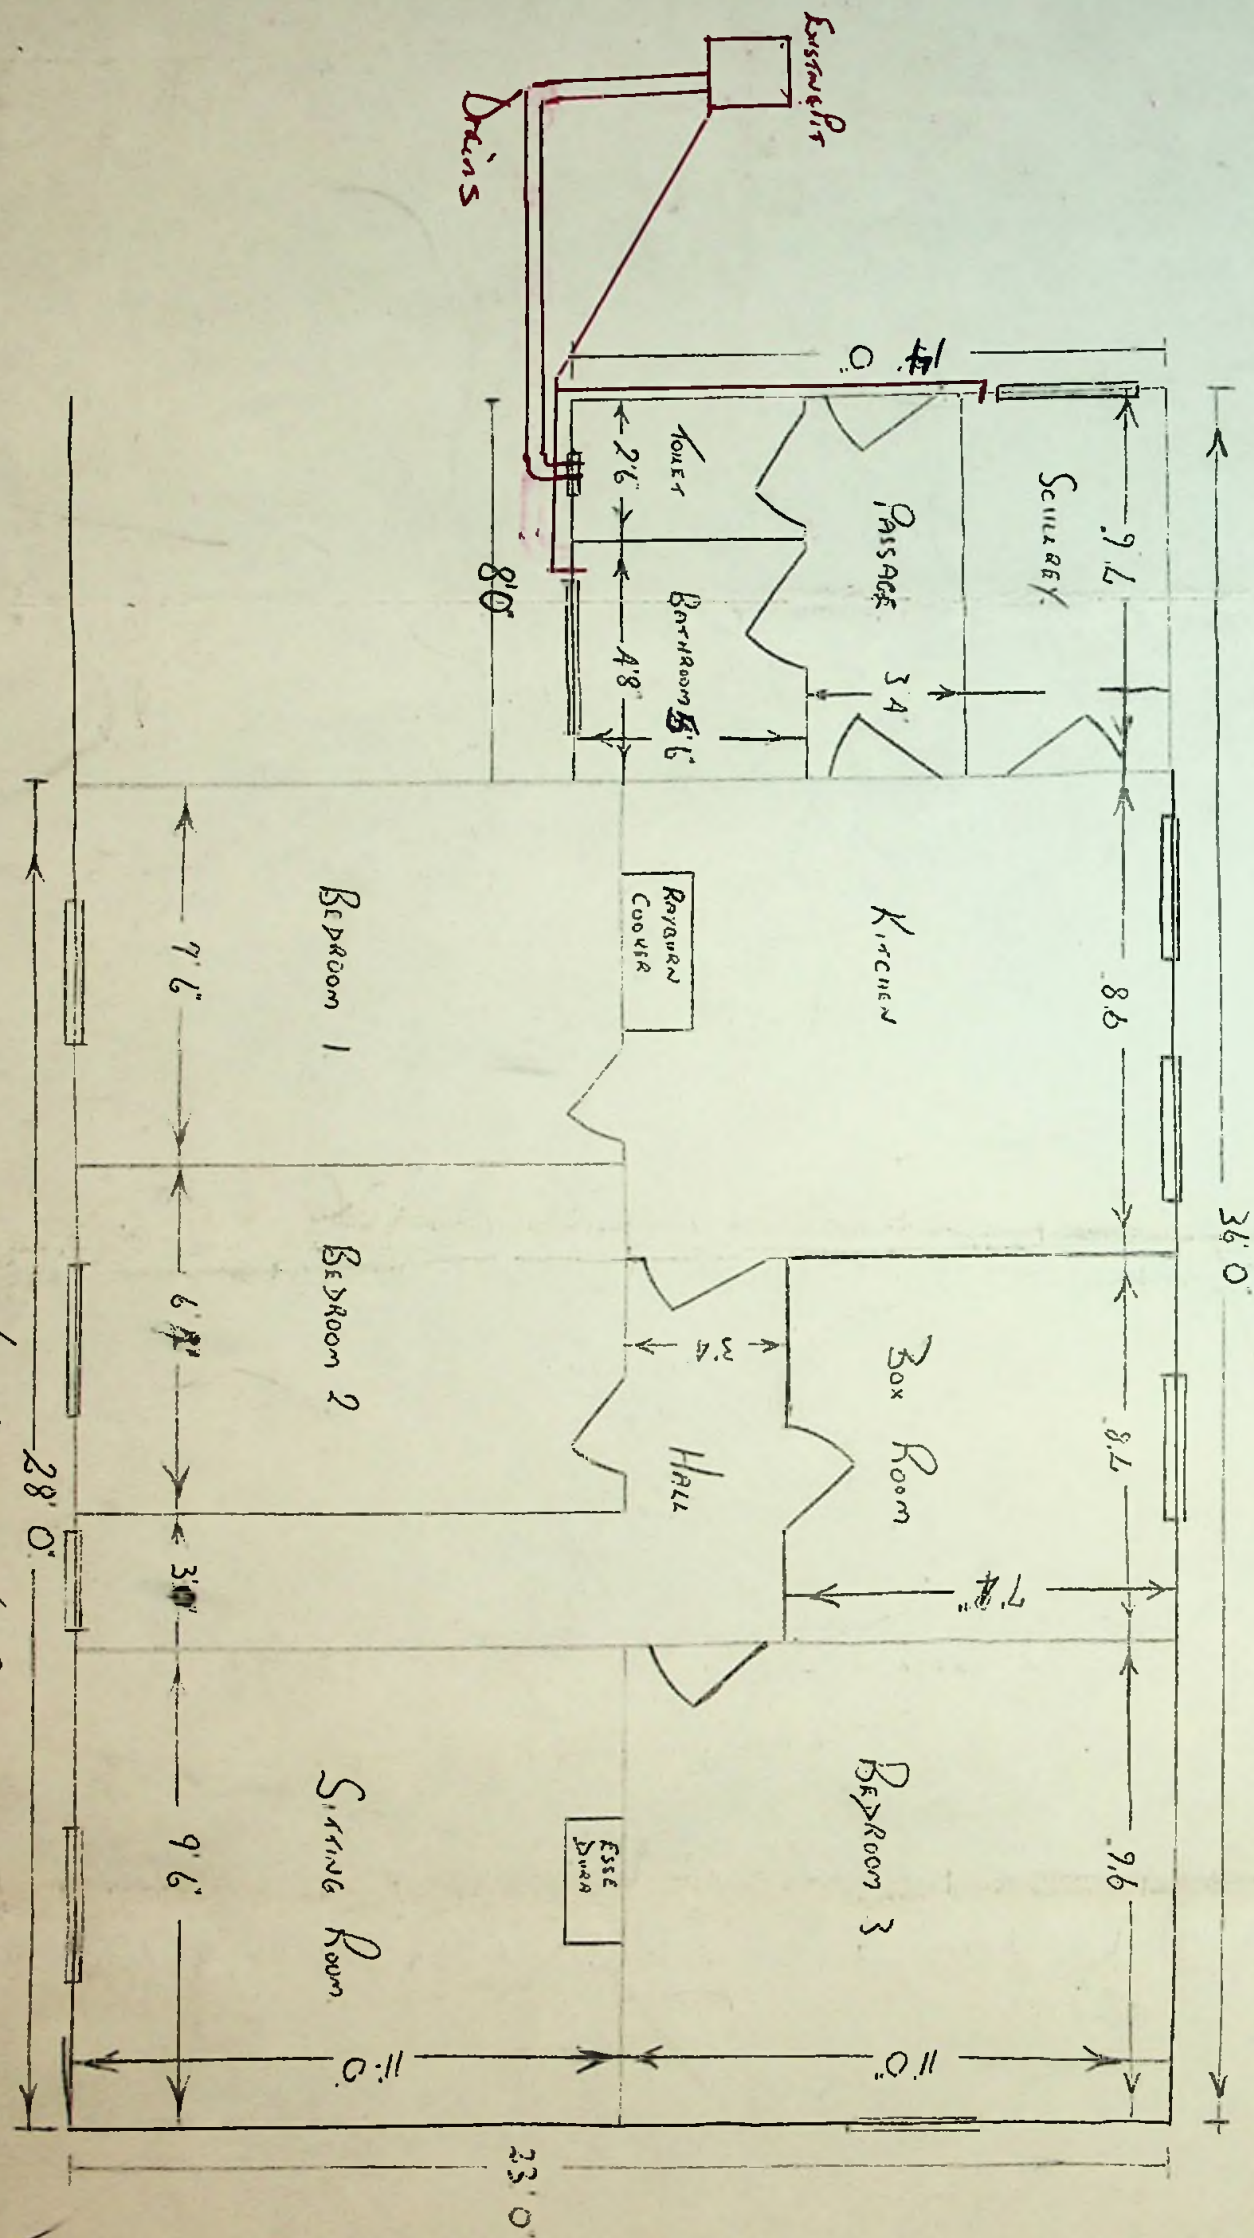 Existing Pit
Drains
14' 0"
36' 0"
Toilet
2'6"
Passage
Scullery
7.6"
8'0"
Bathroom
4'8"
3'4"
Rayburn
Cooker
Kitchen
8.6
Bedroom 1
7'6"
Bedroom 2
3'4
Hall
Box Room
7.8
3'0"
Sitting Room
9'6"
Esse
Dura
Bedroom 3
9.6
11'.0"
11'0"
28' 0"
23' 0